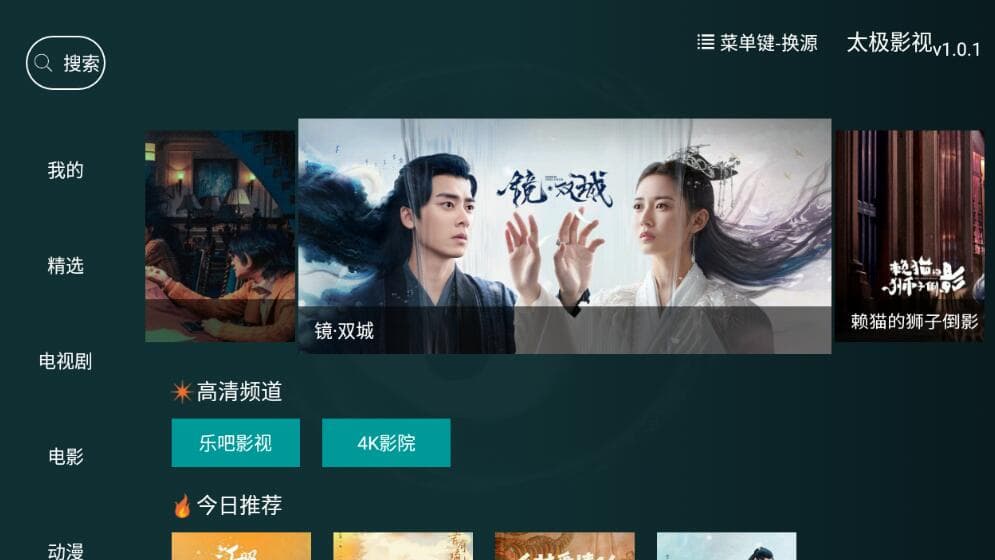 搜索
菜单键-换源
太极影视v1.0.1
我的
精选
电视剧
电影
动漫
镜·双城
镜·双城
赖猫的狮子倒影
赖猫的狮子倒影
高清频道
乐吧影视
4K影院
今日推荐